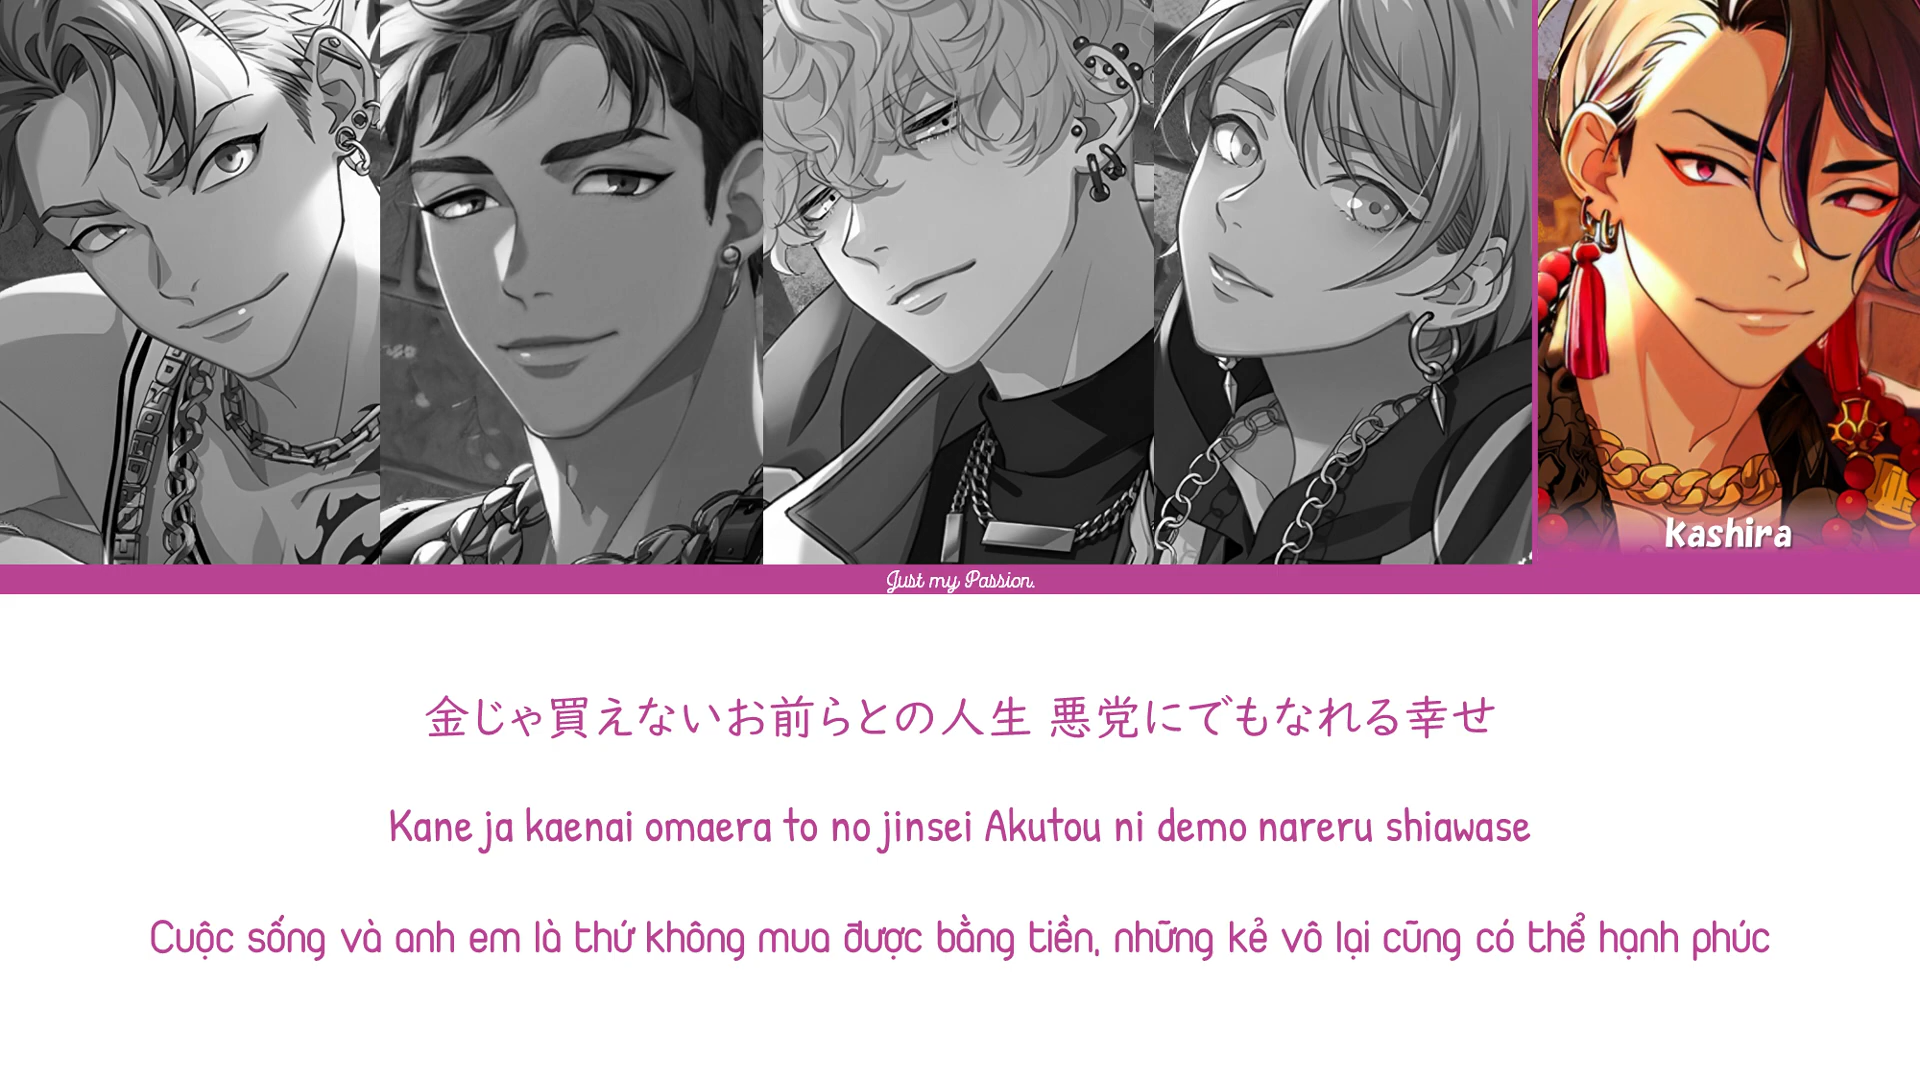 Kashira
Just my Passion.
金じゃ買えないお前らとの人生 悪党にでもなれる幸せ
Kane ja kaenai omaera to no jinsei Akutou ni demo nareru shiawase
Cuộc sống và anh em là thứ không mua được bằng tiền, những kẻ vô lại cũng có thể hạnh phúc